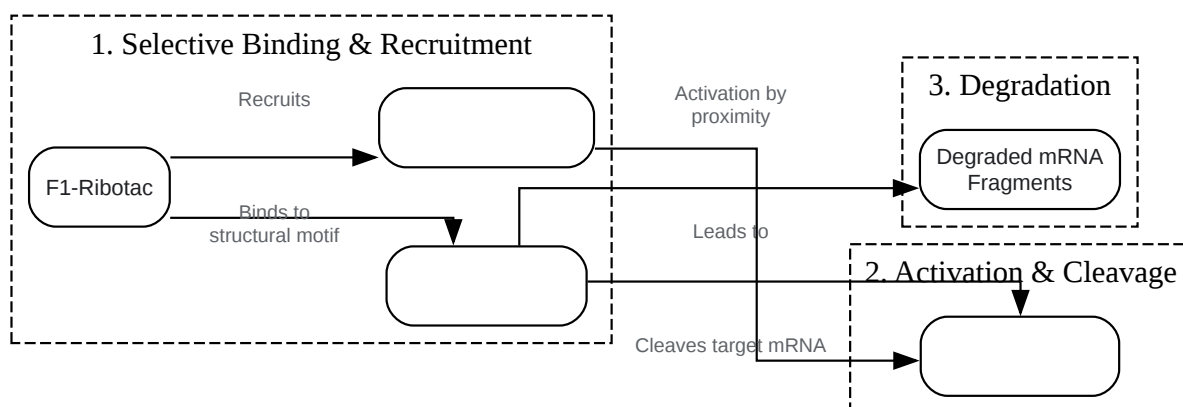 1. Selective Binding & Recruitment
Recruits
F1-Ribotac
Binds to
structural motif
Activation by
proximity
Leads to
Cleaves target mRNA
3. Degradation
Degraded mRNA
Fragments
2. Activation & Cleavage